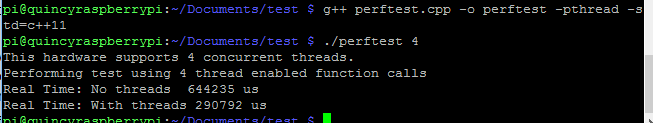 pi@quincyraspberrypi:~/Documents/test $ g++ perftest.cpp -o perftest -pthread -s
td=c++11
pi@quincyraspberrypi:~/Documents/test $ ./perftest 4
This hardware supports 4 concurrent threads.
Performing test using 4 thread enabled function calls
Real Time: No threads  644235 us
Real Time: With threads 290792 us
pi@quincyraspberrypi:~/Documents/test $